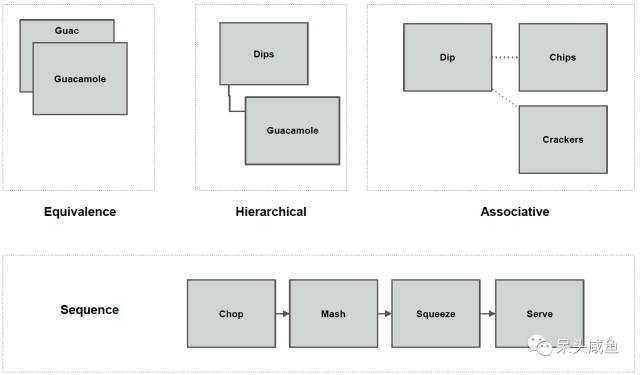 Guac
Guacamole
Dips
Guacamole
Dip
Chips
Crackers
Equivalence
Hierarchical
Associative
Sequence
Chop
Mash
Squeeze
Serve
呆头咸鱼